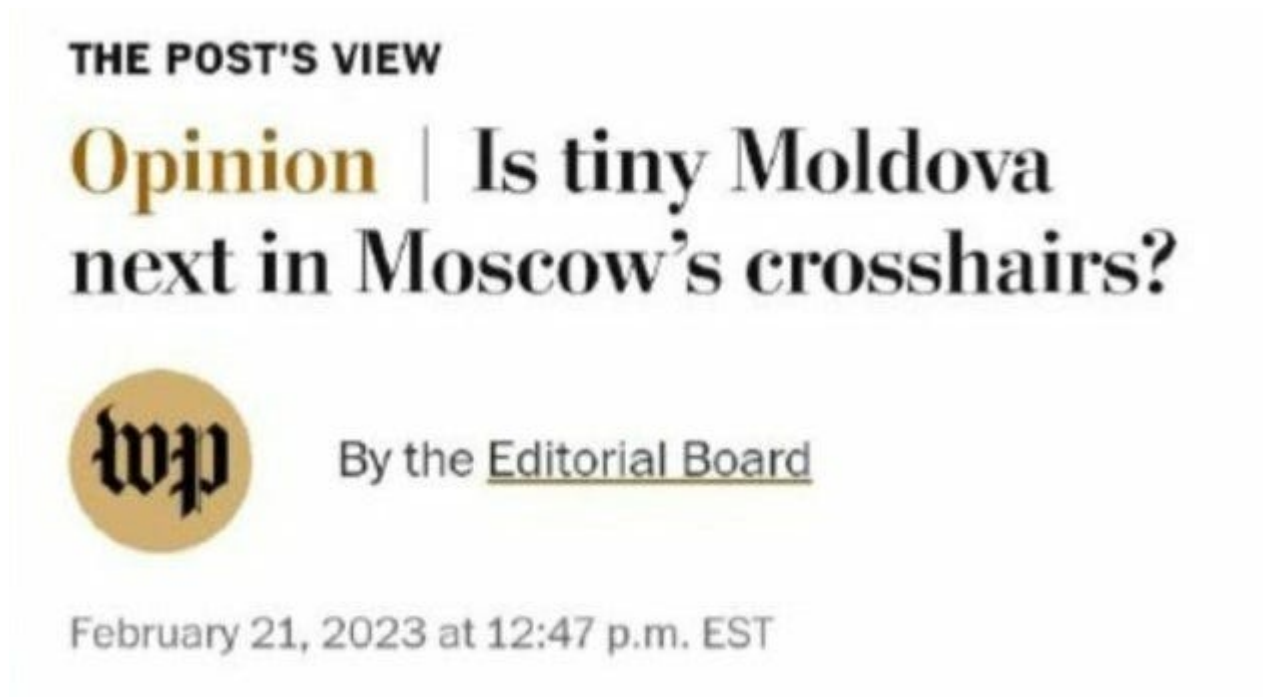 THE POST'S VIEW
Opinion | Is tiny Moldova
next in Moscow's crosshairs?
wp
By the Editorial Board
February 21, 2023 at 12:47 p.m. EST